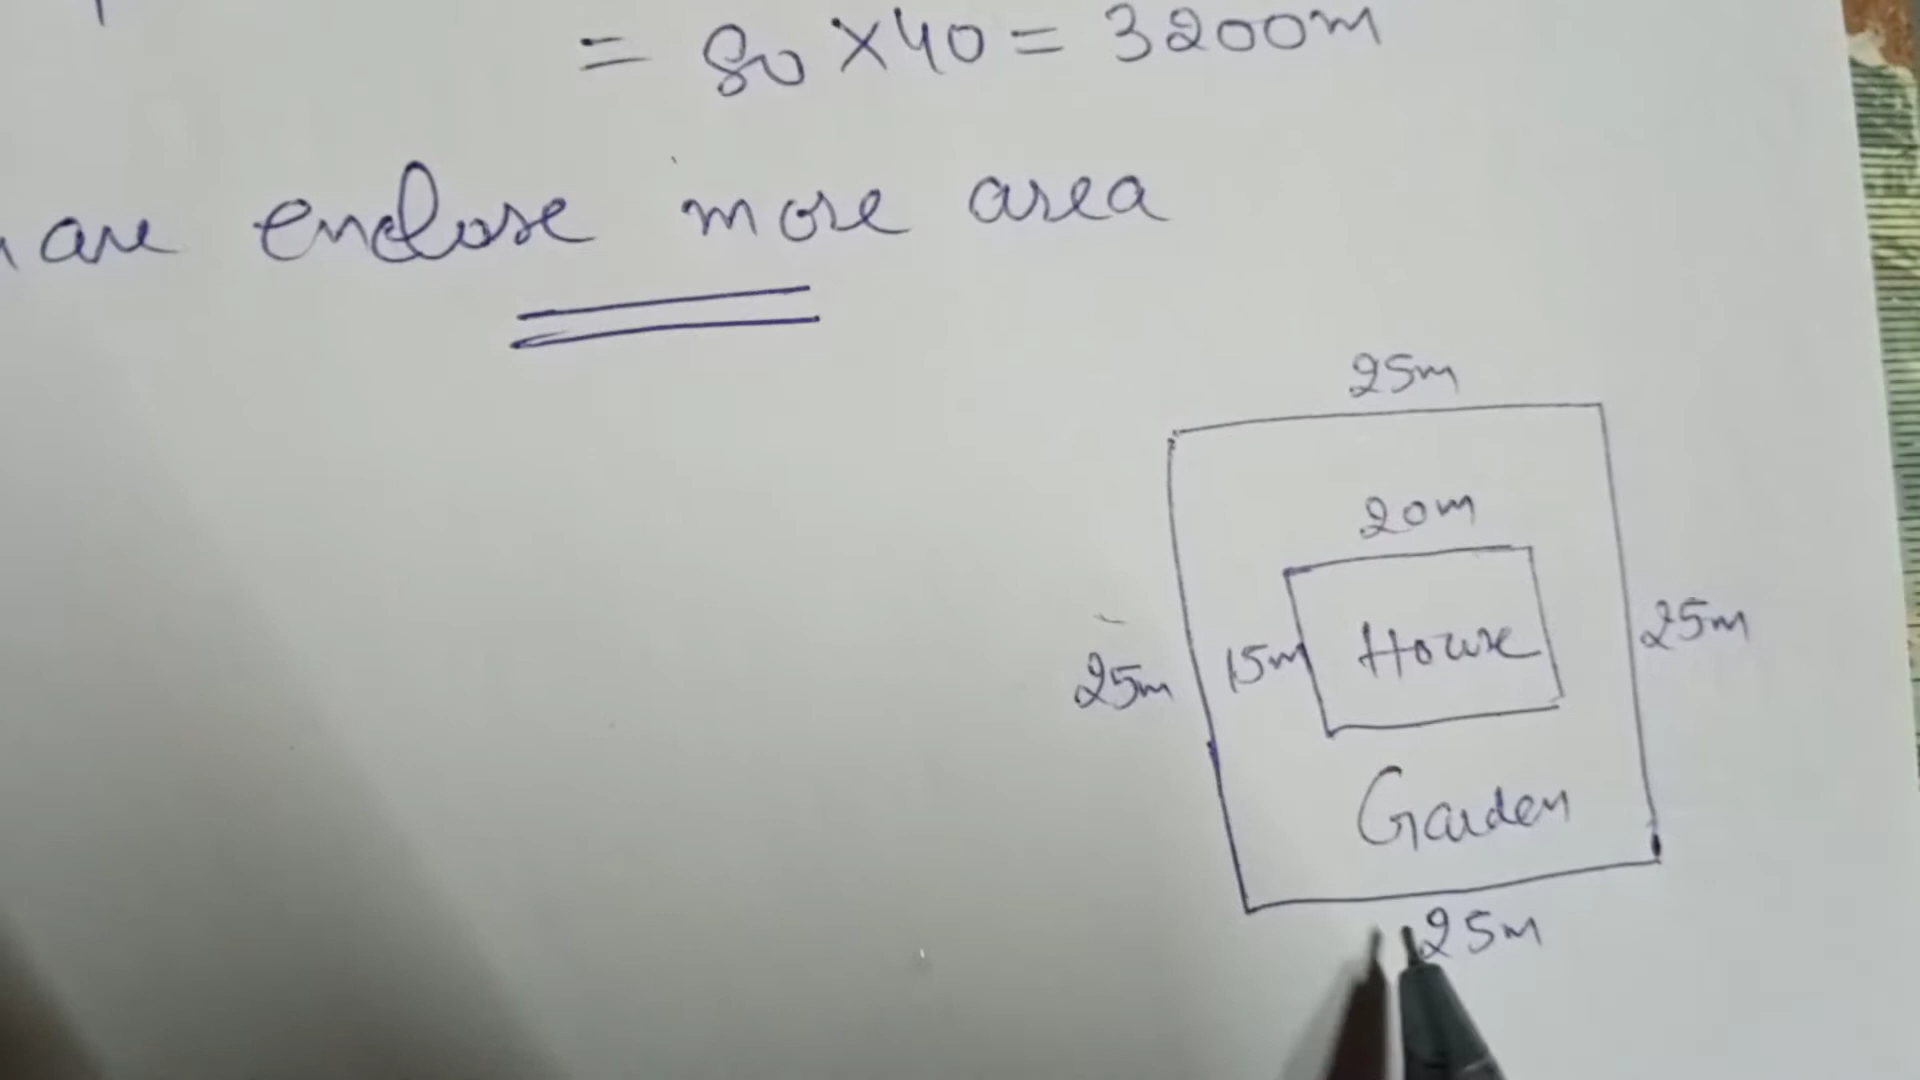 = 80 × 40 = 3200m
are enclose more area
25m
20m
25m
15m
House
25m
Garden
25m